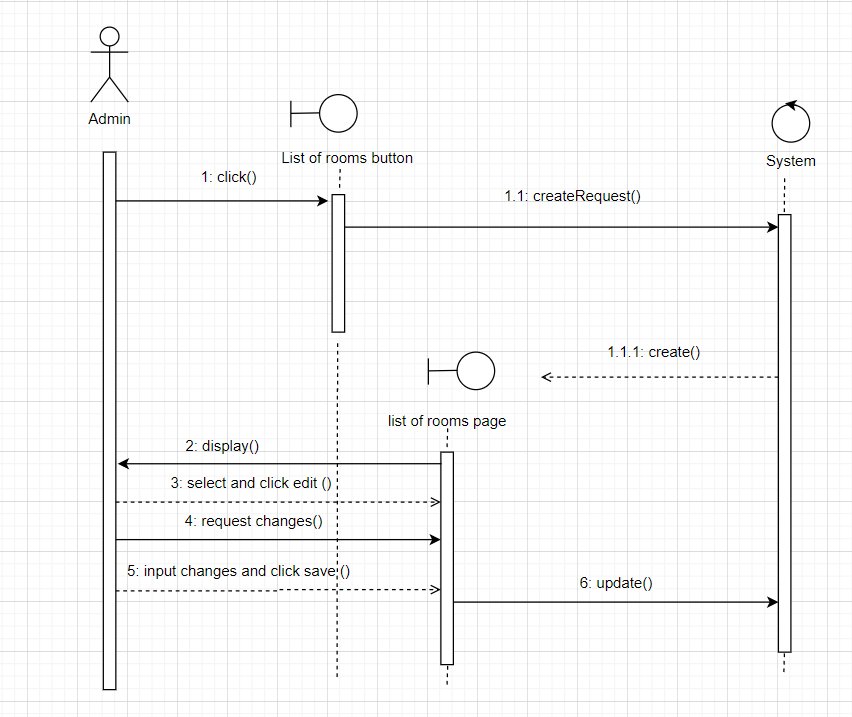 Admin
List of rooms button
System
1: click()
1.1: createRequest()
1.1.1: create()
list of rooms page
2: display()
3: select and click edit ()
4: request changes()
5: input changes and click save ()
6: update()